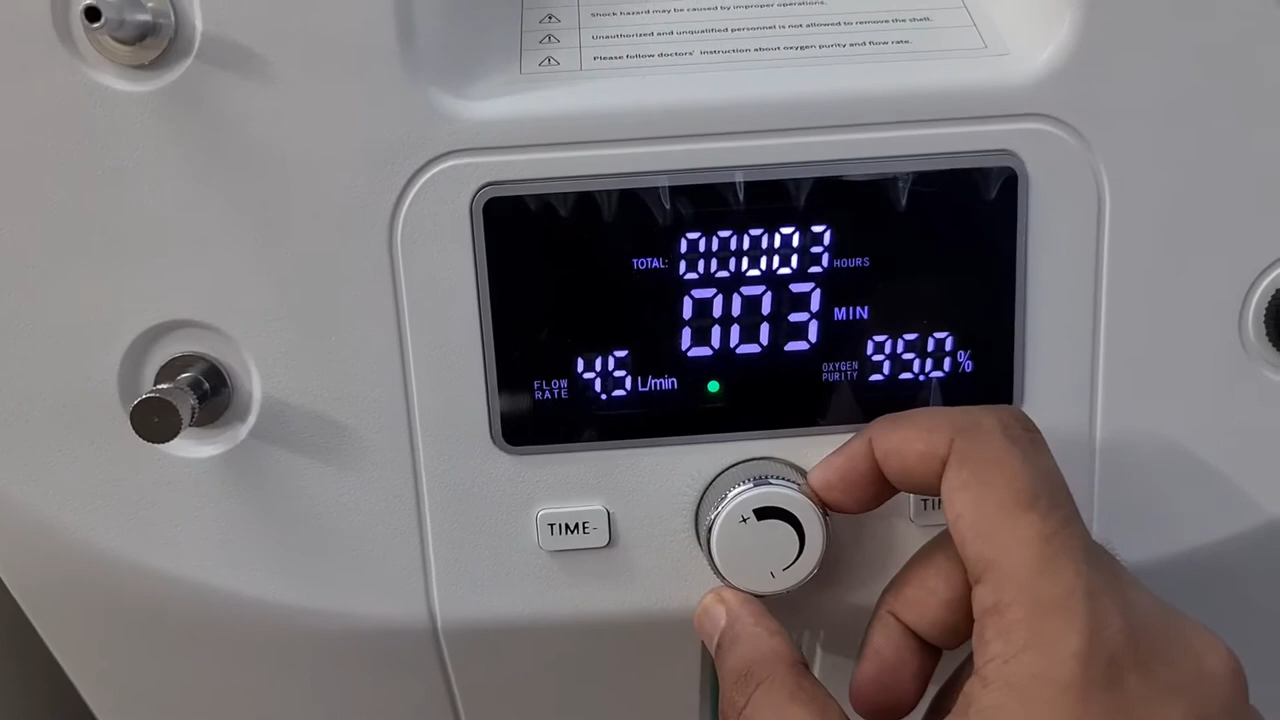 Shock hazard may be caused by improper operations.
Unauthorized and unqualified personnel is not allowed to remove the shell.
Please follow doctors' instruction about oxygen purity and flow rate.
TOTAL: 00003 HOURS
003 MIN
FLOW RATE 4.5 L/min
OXYGEN PURITY 95.0 %
TIME-
+
-